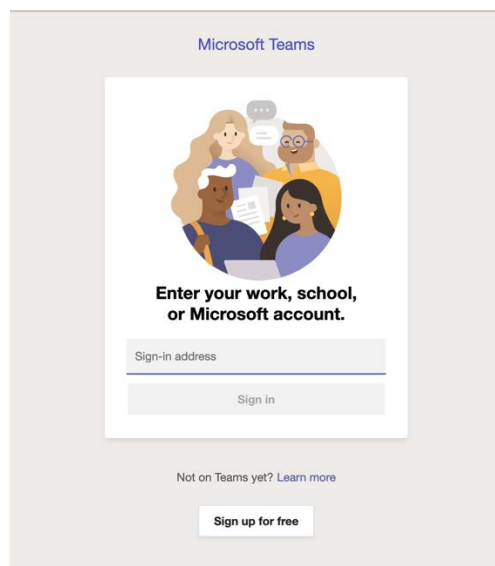 Microsoft Teams
Enter your work, school,
or Microsoft account.
Sign-in address
Sign in
Not on Teams yet? Learn more
Sign up for free